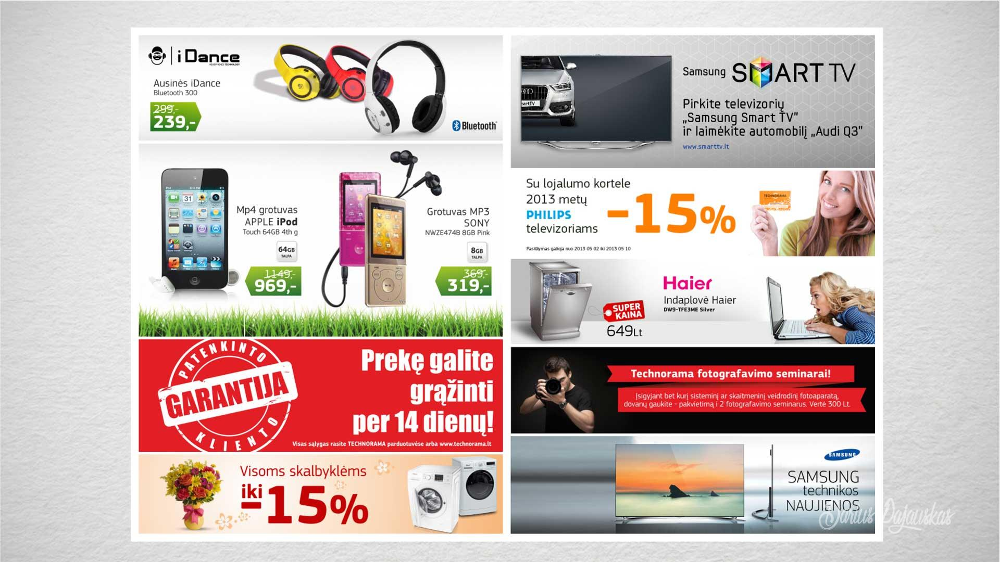 iDance
HEADPHONES TECHNOLOGY
Ausinės iDance
Bluetooth 300
299,-
239,-
Bluetooth®
Mp4 grotuvas
APPLE iPod
Touch 64GB 4th g
64GB
TALPA
1149,-
969,-
Grotuvas MP3
SONY
NWZE474B 8GB Pink
8GB
TALPA
369,-
319,-
PATENKINTO
GARANTIJA
KLIENTO
Prekę galite
grąžinti
per 14 dienų!
Visas sąlygas rasite TECHNORAMA parduotuvėse arba www.technorama.lt
Visoms skalbyklėms
iki
-15%
Samsung SMART TV
Pirkite televizorių
„Samsung Smart TV”
ir laimėkite automobilį „Audi Q3”
www.smarttv.lt
Su lojalumo kortele
2013 metų
PHILIPS
televizoriams
-15%
TECHNORAMA
Pasiūlymas galioja nuo 2013 05 02 iki 2013 05 10
Haier
Indaplovė Haier
DW9-TFE3ME Silver
SUPER
KAINA
649Lt
Technorama fotografavimo seminarai!
Įsigyjant bet kurį sisteminį ar skaitmeninį veidrodinį fotoaparatą,
dovanų gaukite - pakvietimą į 2 fotografavimo seminarus. Vertė 300 Lt.
SAMSUNG
SAMSUNG
technikos
NAUJIENOS
Darius Dajauskas